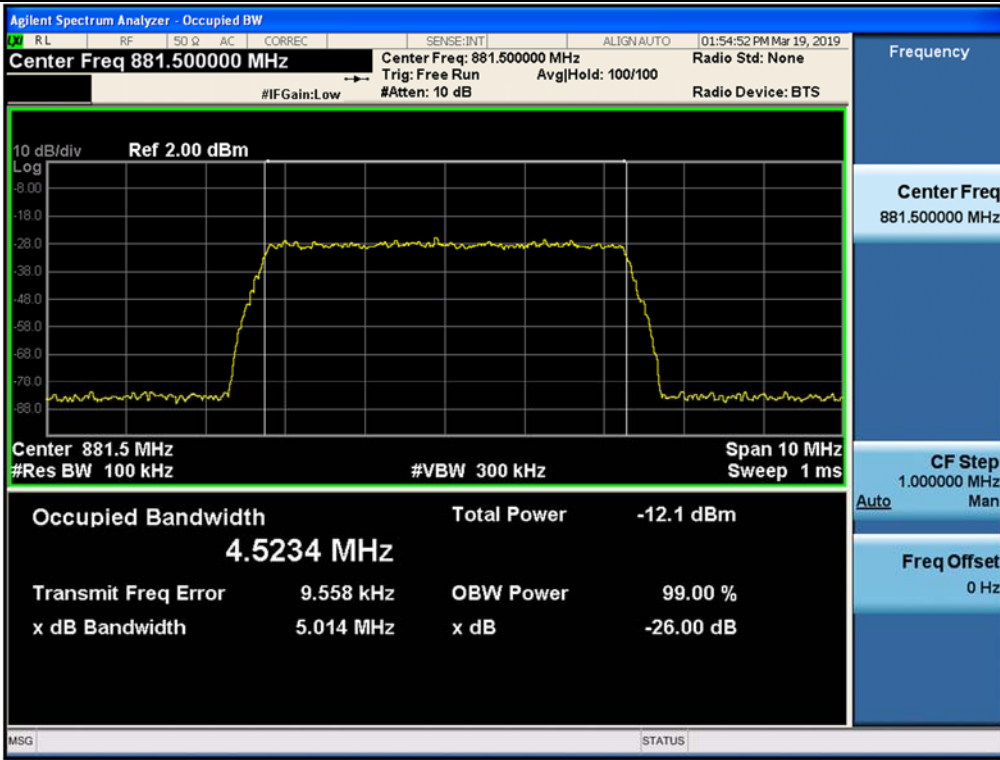 Agilent Spectrum Analyzer - Occupied BW
LXI RL RF 50 Ω AC CORREC SENSE:INT ALIGN AUTO 01:54:52 PM Mar 19, 2019
Center Freq 881.500000 MHz
Center Freq: 881.500000 MHz
Radio Std: None
Trig: Free Run Avg|Hold: 100/100
#IFGain:Low
#Atten: 10 dB
Radio Device: BTS
10 dB/div Ref 2.00 dBm
Log
-8.00
-18.0
-28.0
-38.0
-48.0
-58.0
-68.0
-78.0
-88.0
Center 881.5 MHz Span 10 MHz
#Res BW 100 kHz #VBW 300 kHz Sweep 1 ms
Occupied Bandwidth Total Power -12.1 dBm
4.5234 MHz
Transmit Freq Error 9.558 kHz OBW Power 99.00 %
x dB Bandwidth 5.014 MHz x dB -26.00 dB
MSG STATUS
Frequency
Center Freq
881.500000 MHz
CF Step
1.000000 MHz
Auto Man
Freq Offset
0 Hz